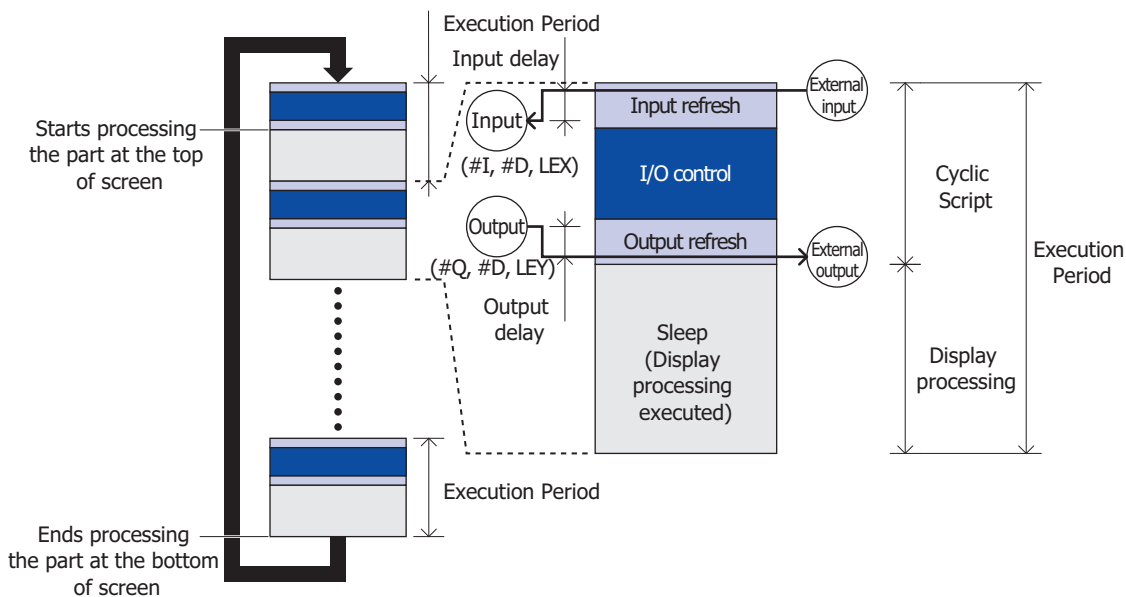 Execution Period
Input delay
Starts processing
the part at the top
of screen
Input
(#I, #D, LEX)
Output
(#Q, #D, LEY)
Output
delay
Input refresh
I/O control
Output refresh
Sleep
(Display
processing
executed)
External
input
External
output
Cyclic
Script
Display
processing
Execution
Period
Execution Period
Ends processing
the part at the bottom
of screen